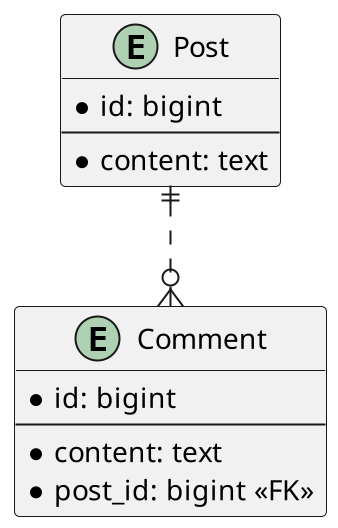 E Post
● id: bigint
● content: text
E Comment
● id: bigint
● content: text
● post_id: bigint «FK»